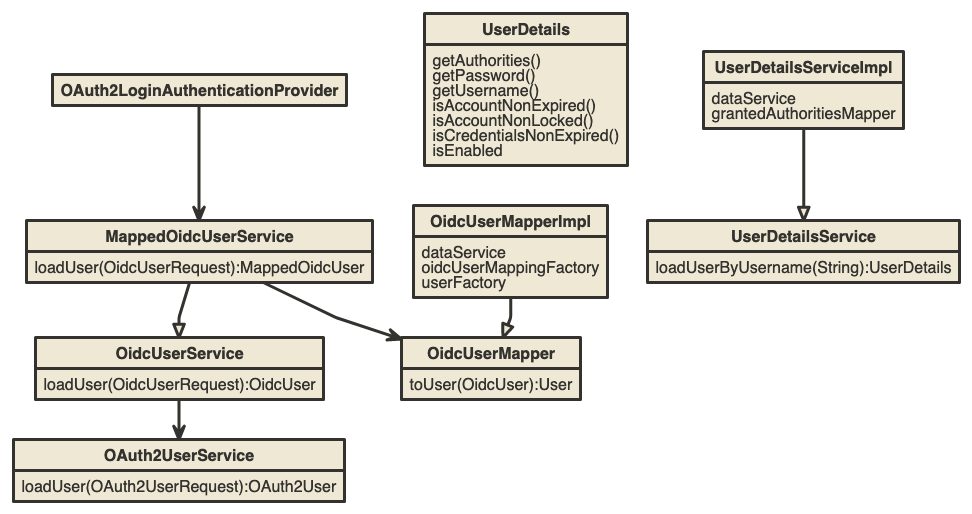 OAuth2LoginAuthenticationProvider
UserDetails
getAuthorities()
getPassword()
getUsername()
isAccountNonExpired()
isAccountNonLocked()
isCredentialsNonExpired()
isEnabled
UserDetailsServiceImpl
dataService
grantedAuthoritiesMapper
MappedOidcUserService
loadUser(OidcUserRequest):MappedOidcUser
OidcUserMapperImpl
dataService
oidcUserMappingFactory
userFactory
UserDetailsService
loadUserByUsername(String):UserDetails
OidcUserService
loadUser(OidcUserRequest):OidcUser
OidcUserMapper
toUser(OidcUser):User
OAuth2UserService
loadUser(OAuth2UserRequest):OAuth2User